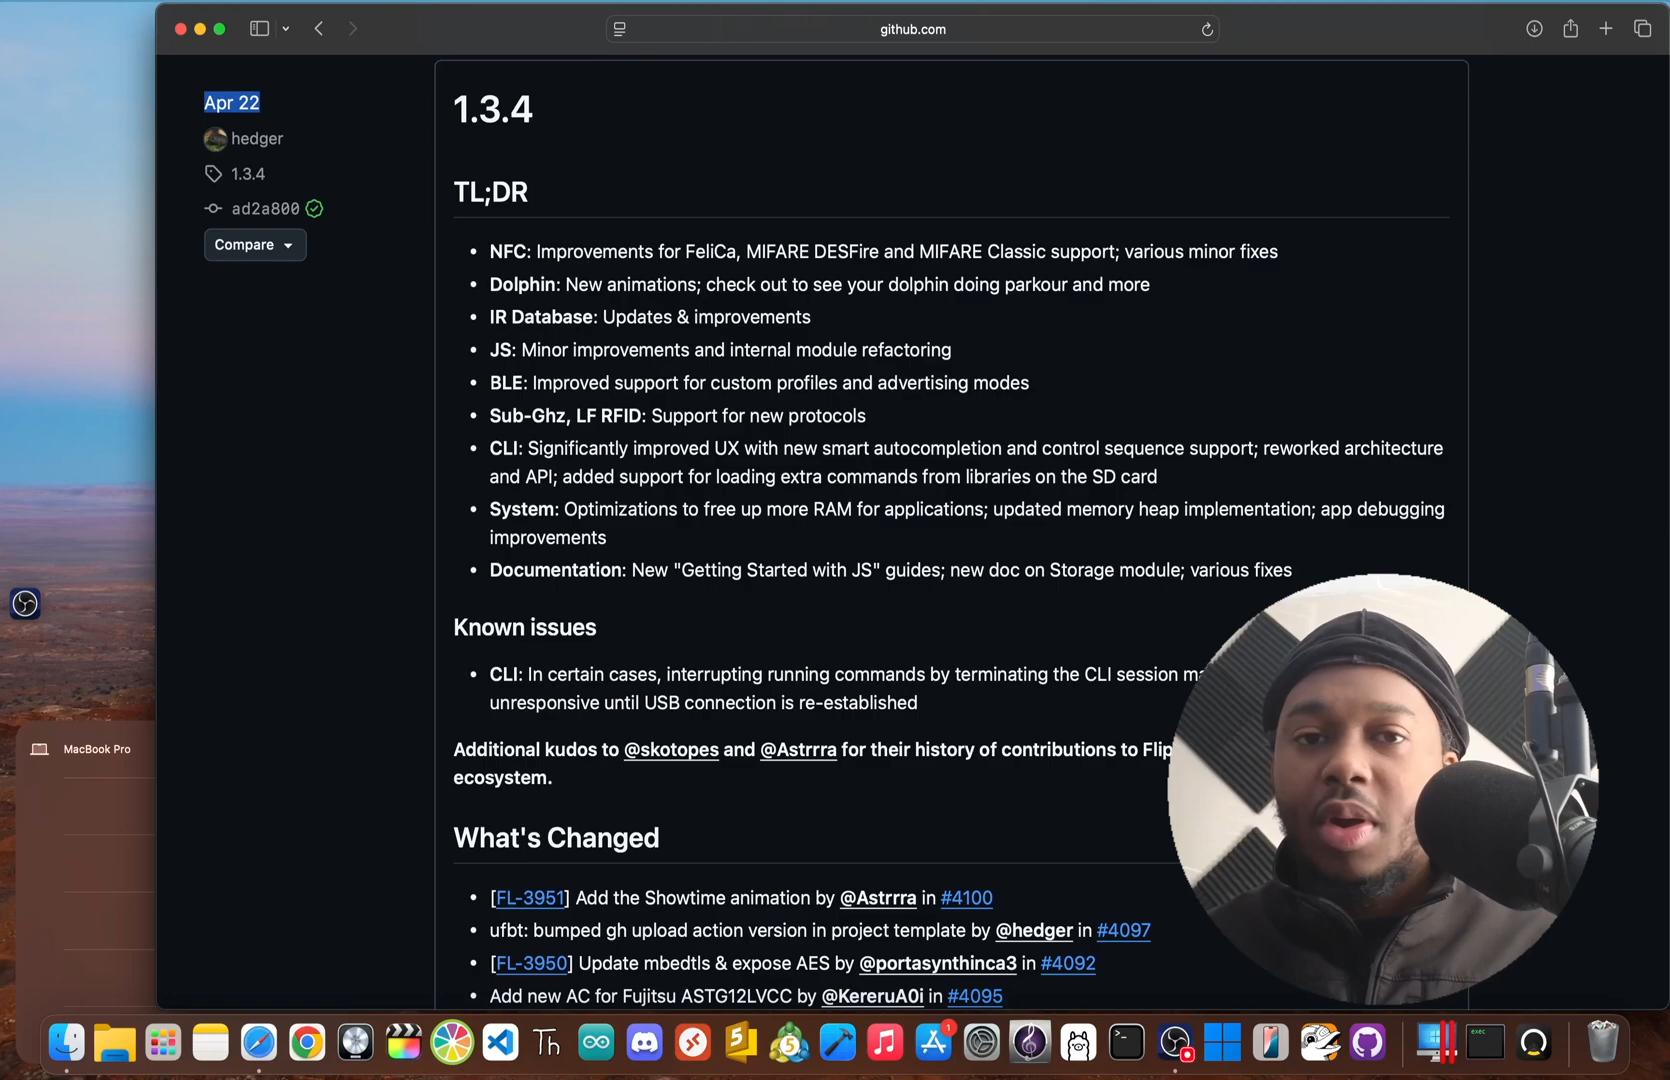 github.com
Apr 22
hedger
1.3.4
ad2a800
Compare
1.3.4
TL;DR
• NFC: Improvements for FeliCa, MIFARE DESFire and MIFARE Classic support; various minor fixes
• Dolphin: New animations; check out to see your dolphin doing parkour and more
• IR Database: Updates & improvements
• JS: Minor improvements and internal module refactoring
• BLE: Improved support for custom profiles and advertising modes
• Sub-Ghz, LF RFID: Support for new protocols
• CLI: Significantly improved UX with new smart autocompletion and control sequence support; reworked architecture
and API; added support for loading extra commands from libraries on the SD card
• System: Optimizations to free up more RAM for applications; updated memory heap implementation; app debugging
improvements
• Documentation: New "Getting Started with JS" guides; new doc on Storage module; various fixes
Known issues
• CLI: In certain cases, interrupting running commands by terminating the CLI session
unresponsive until USB connection is re-established
Additional kudos to @skotopes and @Astrrra for their history of contributions to
ecosystem.
What's Changed
• [FL-3951] Add the Showtime animation by @Astrrra in #4100
• ufbt: bumped gh upload action version in project template by @hedger in #4097
• [FL-3950] Update mbedtls & expose AES by @portasynthinca3 in #4092
• Add new AC for Fujitsu ASTG12LVCC by @KereruA0i in #4095
MacBook Pro
Th
5
5
1
exec